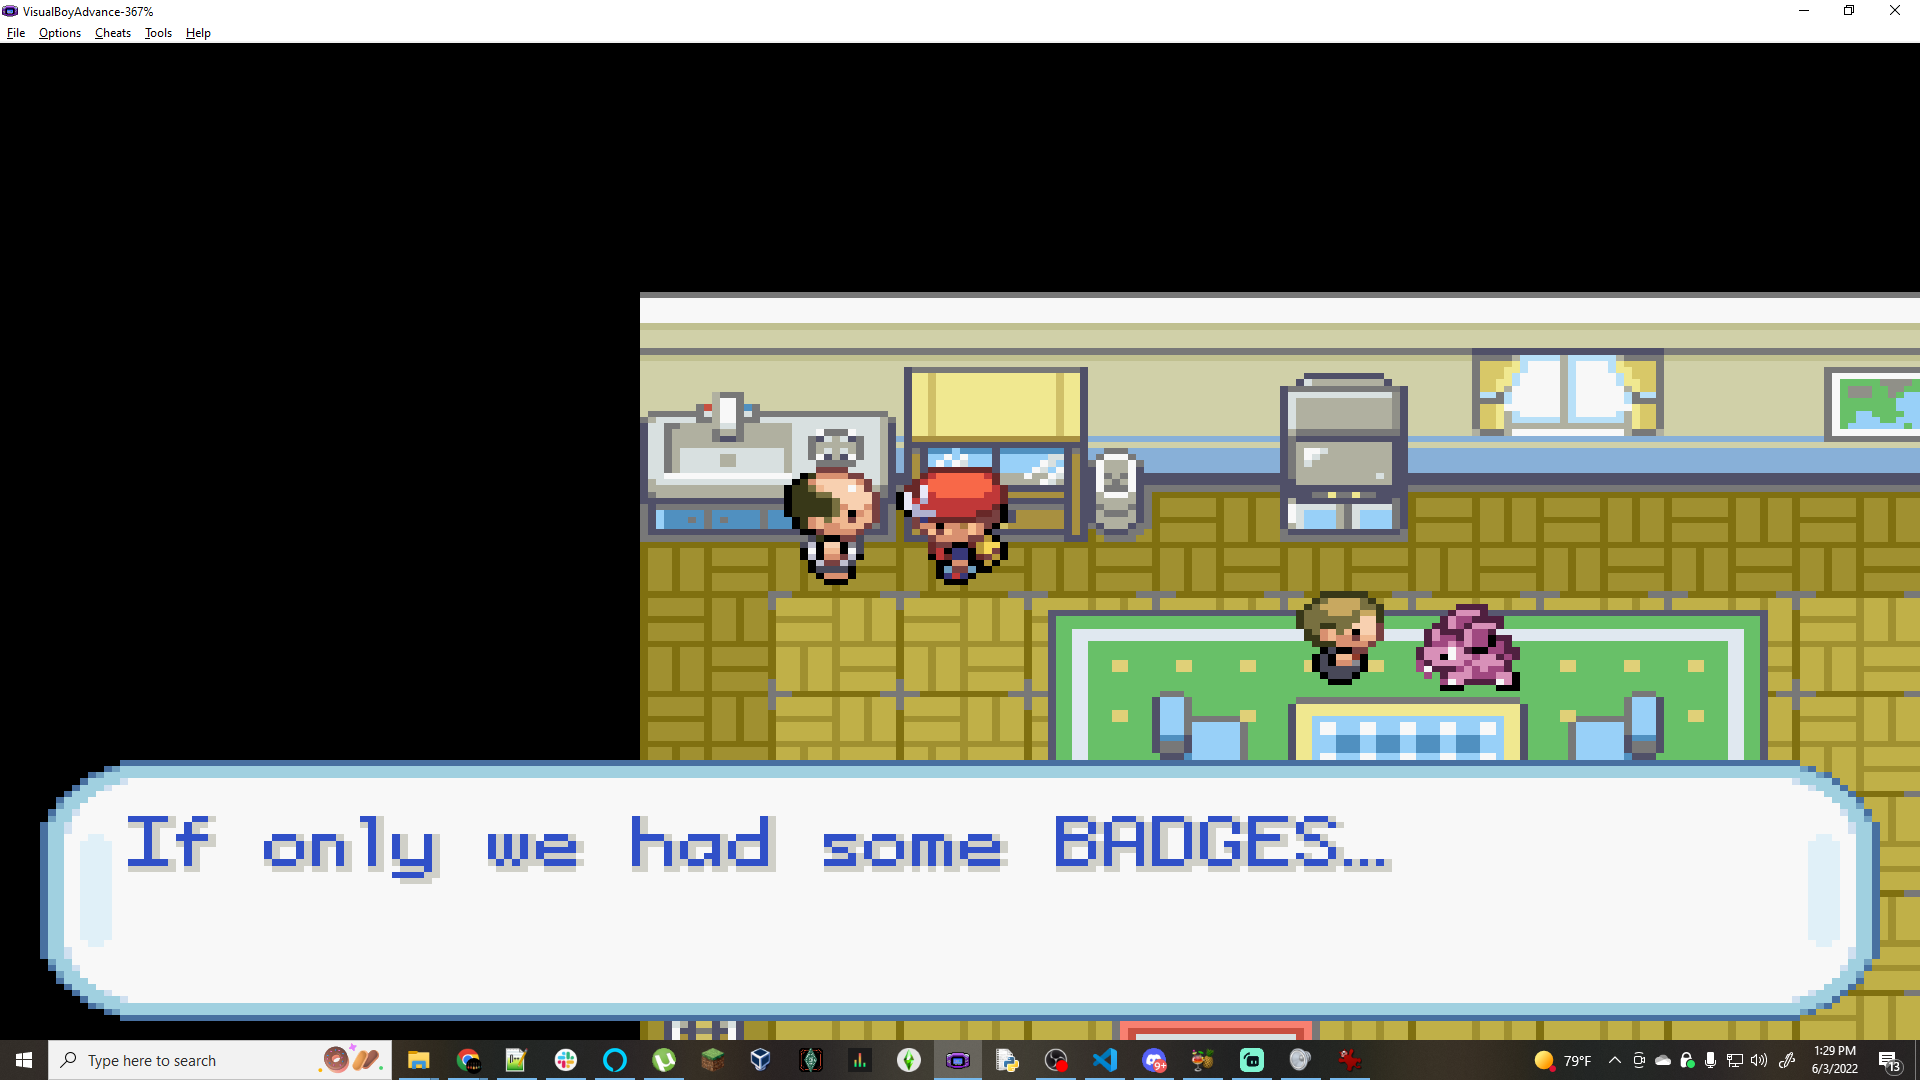 VisualBoyAdvance-367%
File Options Cheats Tools Help
If only we had some BADGES…
Type here to search
9+
79°F
1:29 PM
6/3/2022
13